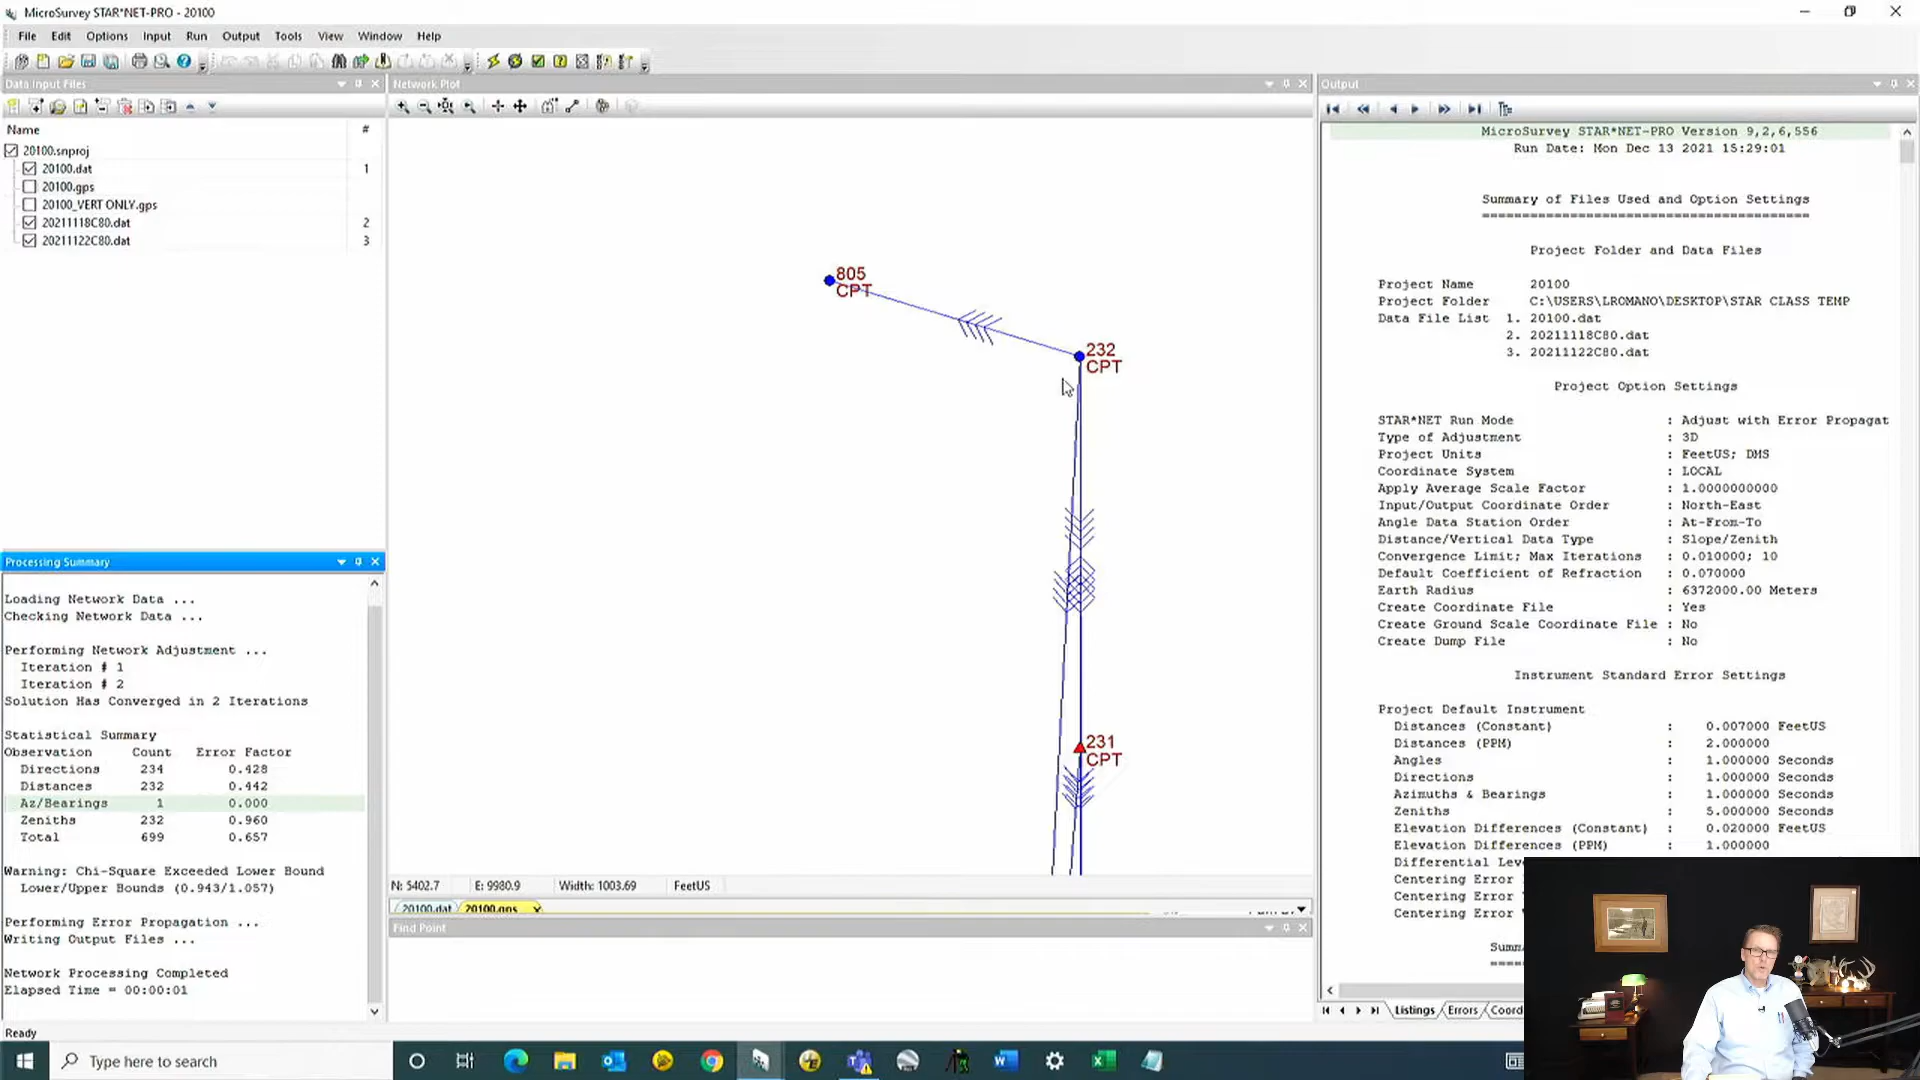 MicroSurvey STAR*NET-PRO - 20100
File Edit Options Input Run Output Tools View Window Help
Data Input Files
Name #
20100.snproj
20100.dat 1
20100.gps
20100_VERT ONLY.gps
20211118C80.dat 2
20211122C80.dat 3
Processing Summary
Loading Network Data ...
Checking Network Data ...
Performing Network Adjustment ...
Iteration # 1
Iteration # 2
Solution Has Converged in 2 Iterations
Statistical Summary
Observation Count Error Factor
Directions 234 0.428
Distances 232 0.442
Az/Bearings 1 0.000
Zeniths 232 0.960
Total 699 0.657
Warning: Chi-Square Exceeded Lower Bound
Lower/Upper Bounds (0.943/1.057)
Performing Error Propagation ...
Writing Output Files ...
Network Processing Completed
Elapsed Time = 00:00:01
Ready
Network Plot
805
CPT
232
CPT
231
CPT
N: 5402.7 E: 9980.9 Width: 1003.69 FeetUS
20100.dat 20100.gps
Find Point
Output
MicroSurvey STAR*NET-PRO Version 9,2,6,556
Run Date: Mon Dec 13 2021 15:29:01
Summary of Files Used and Option Settings
=========================================
Project Folder and Data Files
Project Name 20100
Project Folder C:\USERS\LROMANO\DESKTOP\STAR CLASS TEMP
Data File List 1. 20100.dat
2. 20211118C80.dat
3. 20211122C80.dat
Project Option Settings
STAR*NET Run Mode : Adjust with Error Propagat
Type of Adjustment : 3D
Project Units : FeetUS; DMS
Coordinate System : LOCAL
Apply Average Scale Factor : 1.0000000000
Input/Output Coordinate Order : North-East
Angle Data Station Order : At-From-To
Distance/Vertical Data Type : Slope/Zenith
Convergence Limit; Max Iterations : 0.010000; 10
Default Coefficient of Refraction : 0.070000
Earth Radius : 6372000.00 Meters
Create Coordinate File : Yes
Create Ground Scale Coordinate File : No
Create Dump File : No
Instrument Standard Error Settings
Project Default Instrument
Distances (Constant) : 0.007000 FeetUS
Distances (PPM) : 2.000000
Angles : 1.000000 Seconds
Directions : 1.000000 Seconds
Azimuths & Bearings : 1.000000 Seconds
Zeniths : 5.000000 Seconds
Elevation Differences (Constant) : 0.020000 FeetUS
Elevation Differences (PPM) : 1.000000
Differential Leve
Centering Error
Centering Error
Centering Error
Summ
Listings Errors Coord
Type here to search